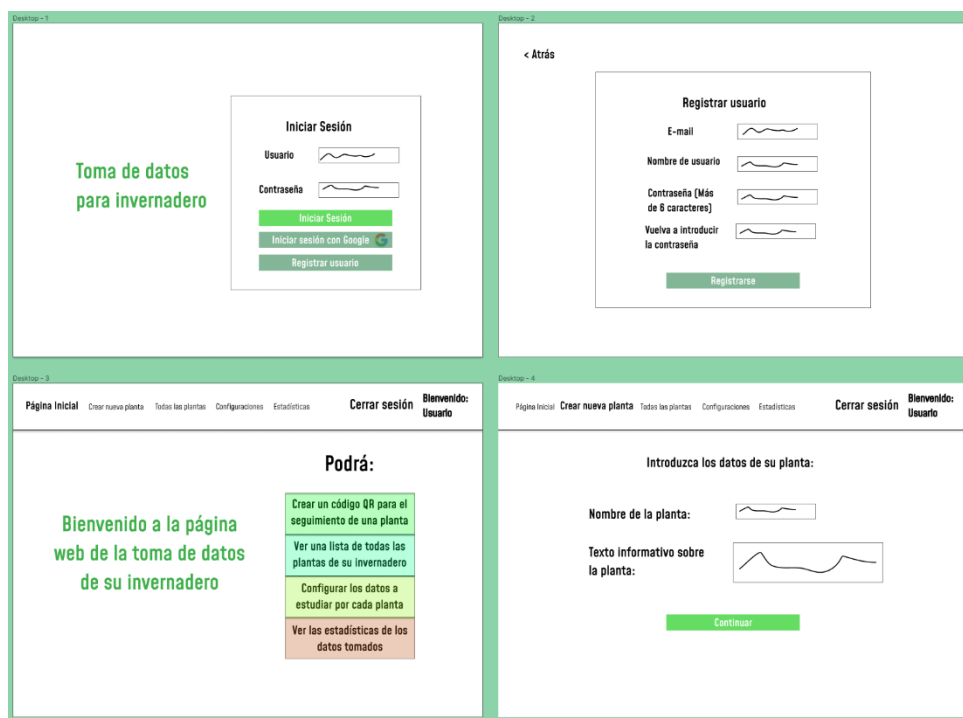 Desktop – 1
Toma de datos
para invernadero
Iniciar Sesión
Usuario
Contraseña
Iniciar Sesión
Iniciar sesión con Google
Registrar usuario
Desktop – 2
< Atrás
Registrar usuario
E-mail
Nombre de usuario
Contraseña (Más
de 6 caracteres)
Vuelva a introducir
la contraseña
Registrarse
Desktop – 3
Página Inicial Crear nueva planta Todas las plantas Configuraciones Estadísticas Cerrar sesión Bienvenido:
Usuario
Bienvenido a la página
web de la toma de datos
de su invernadero
Podrá:
Crear un código QR para el
seguimiento de una planta
Ver una lista de todas las
plantas de su invernadero
Configurar los datos a
estudiar por cada planta
Ver las estadísticas de los
datos tomados
Desktop – 4
Página Inicial Crear nueva planta Todas las plantas Configuraciones Estadísticas Cerrar sesión Bienvenido:
Usuario
Introduzca los datos de su planta:
Nombre de la planta:
Texto informativo sobre
la planta:
Continuar